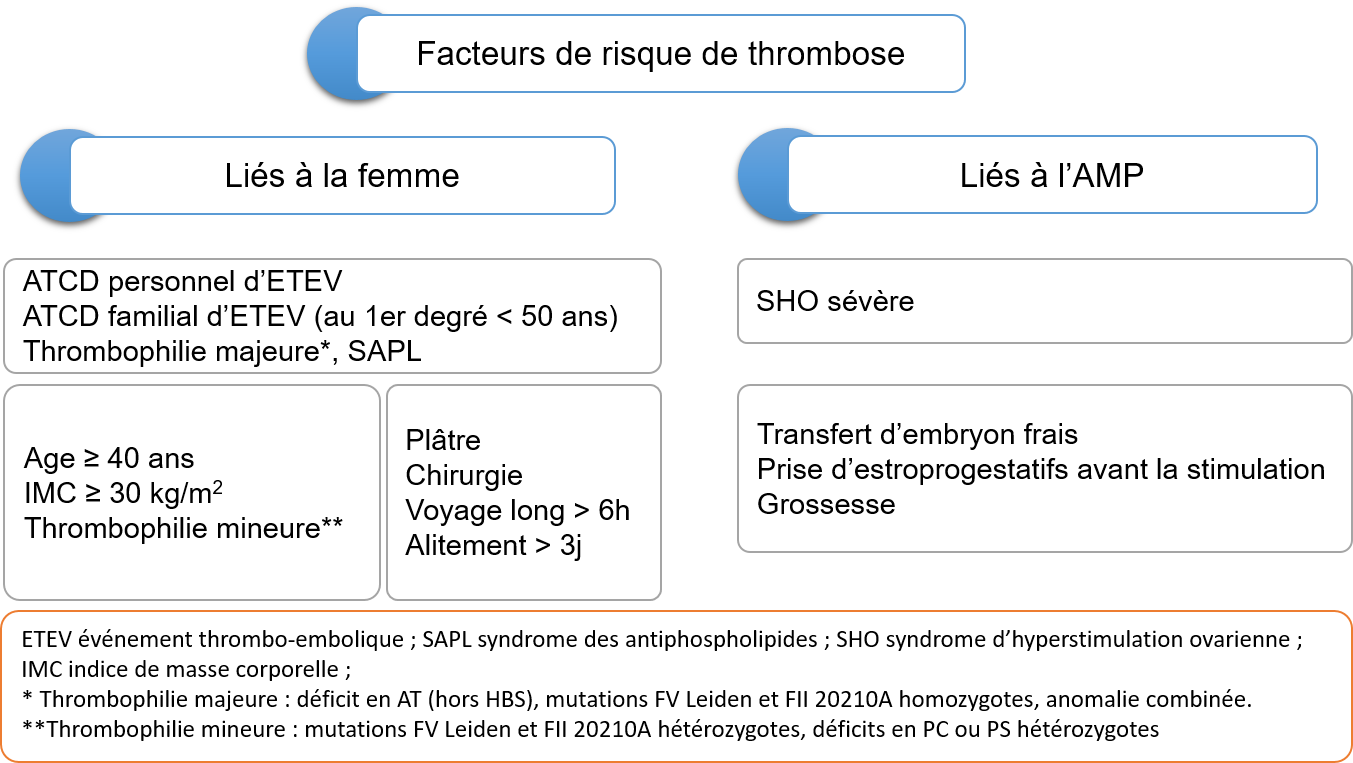 Facteurs de risque de thrombose
Liés à la femme
Liés à l’AMP
ATCD personnel d’ETEV
ATCD familial d’ETEV (au 1er degré < 50 ans)
Thrombophilie majeure*, SAPL
SHO sévère
Age ≥ 40 ans
IMC ≥ 30 kg/m²
Thrombophilie mineure**
Plâtre
Chirurgie
Voyage long > 6h
Alitement > 3j
Transfert d’embryon frais
Prise d’estroprogestatifs avant la stimulation
Grossesse
ETEV événement thrombo-embolique ; SAPL syndrome des antiphospholipides ; SHO syndrome d’hyperstimulation ovarienne ;
IMC indice de masse corporelle ;
* Thrombophilie majeure : déficit en AT (hors HBS), mutations FV Leiden et FII 20210A homozygotes, anomalie combinée.
**Thrombophilie mineure : mutations FV Leiden et FII 20210A hétérozygotes, déficits en PC ou PS hétérozygotes